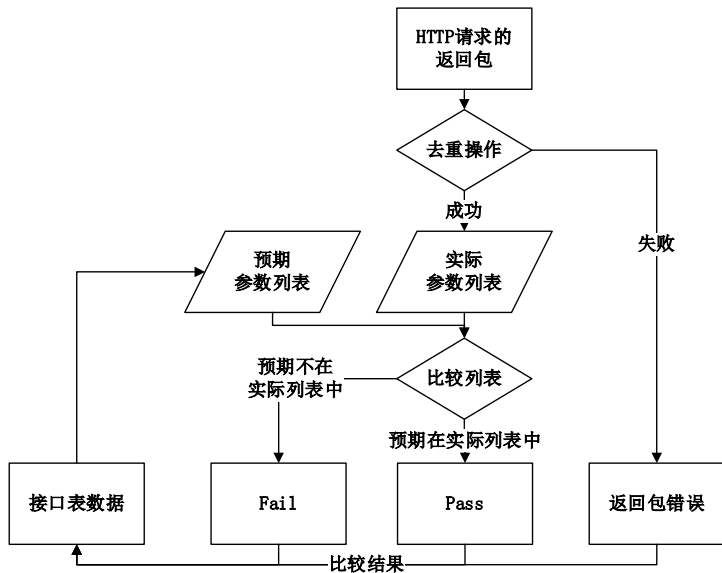 HTTP请求的
返回包
去重操作
成功
失败
预期
参数列表
实际
参数列表
预期不在
实际列表中
比较列表
预期在实际列表中
接口表数据
Fail
Pass
返回包错误
比较结果